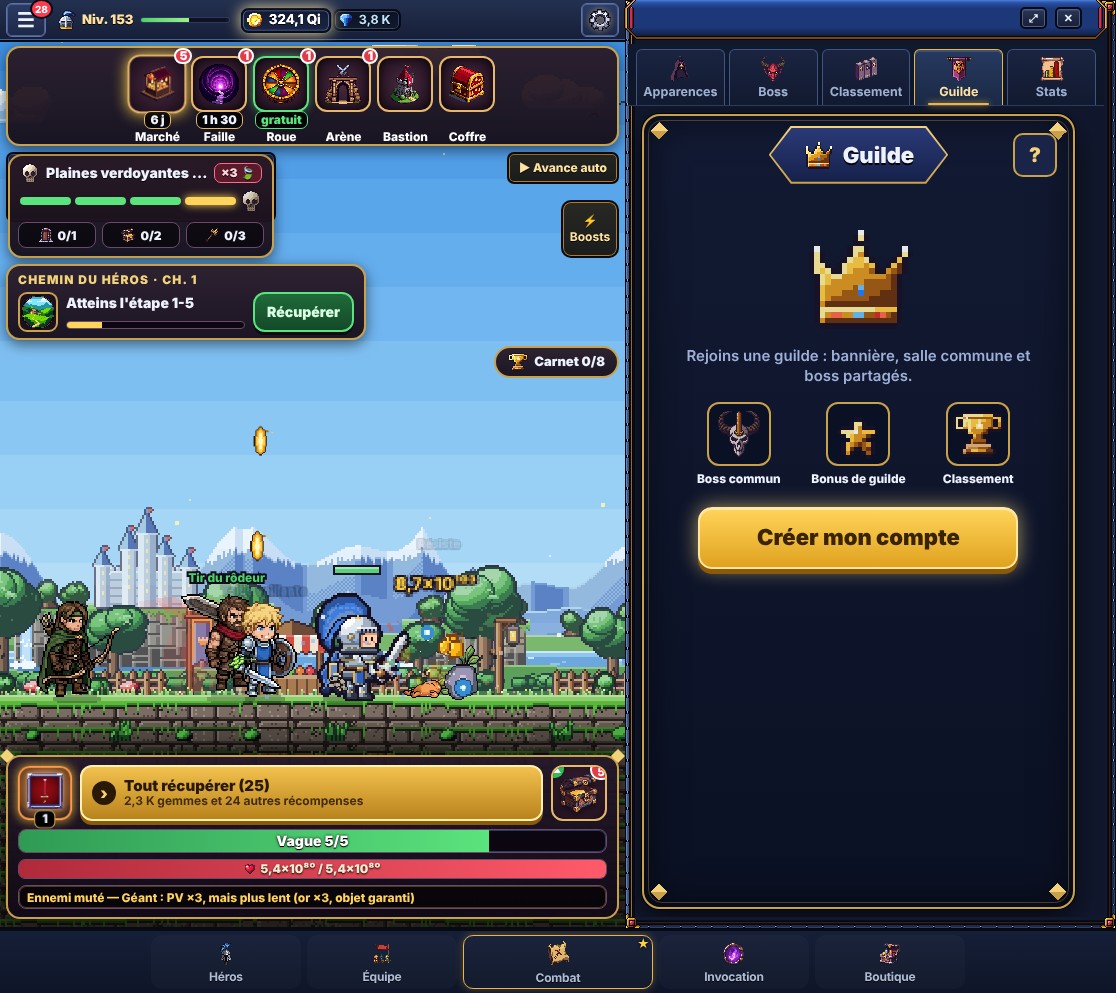 28
Niv. 153
324,1 Qi
3,8 K
5
1
1
1
6 j
1 h 30
gratuit
Marché
Faille
Roue
Arène
Bastion
Coffre
Plaines verdoyantes ...
×3
0/1
0/2
0/3
Avance auto
Boosts
CHEMIN DU HÉROS · CH. 1
Atteins l'étape 1-5
Récupérer
Carnet 0/8
Tir du rôdeur
Tout récupérer (25)
2,3 K gemmes et 24 autres récompenses
1
Vague 5/5
5,4×10⁸⁰ / 5,4×10⁸⁰
Ennemi muté — Géant : PV ×3, mais plus lent (or ×3, objet garanti)
Apparences
Boss
Classement
Guilde
Stats
Guilde
?
Rejoins une guilde : bannière, salle commune et
boss partagés.
Boss commun
Bonus de guilde
Classement
Créer mon compte
Héros
Équipe
Combat
Invocation
Boutique